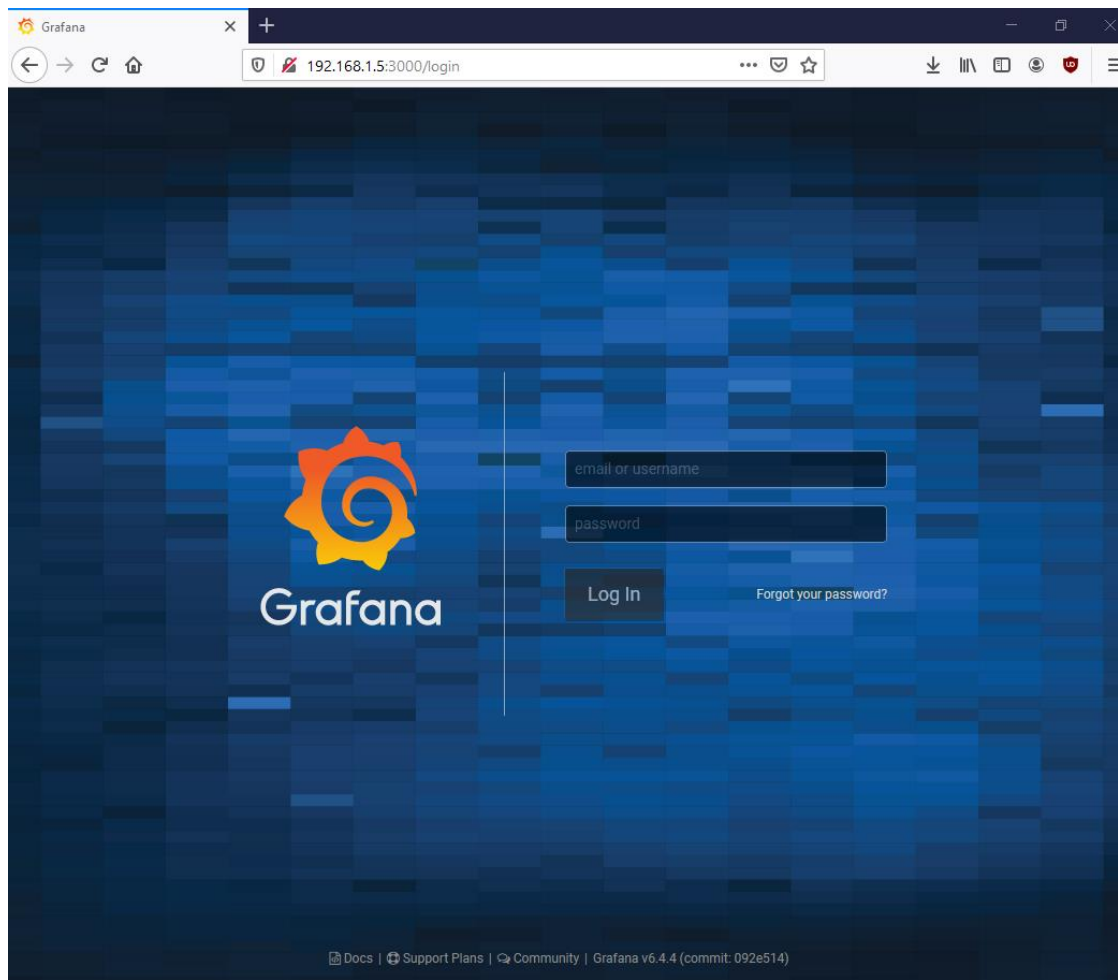 Grafana
192.168.1.5:3000/login
email or username
password
Log In
Forgot your password?
Grafana
Docs | Support Plans | Community | Grafana v6.4.4 (commit: 092e514)